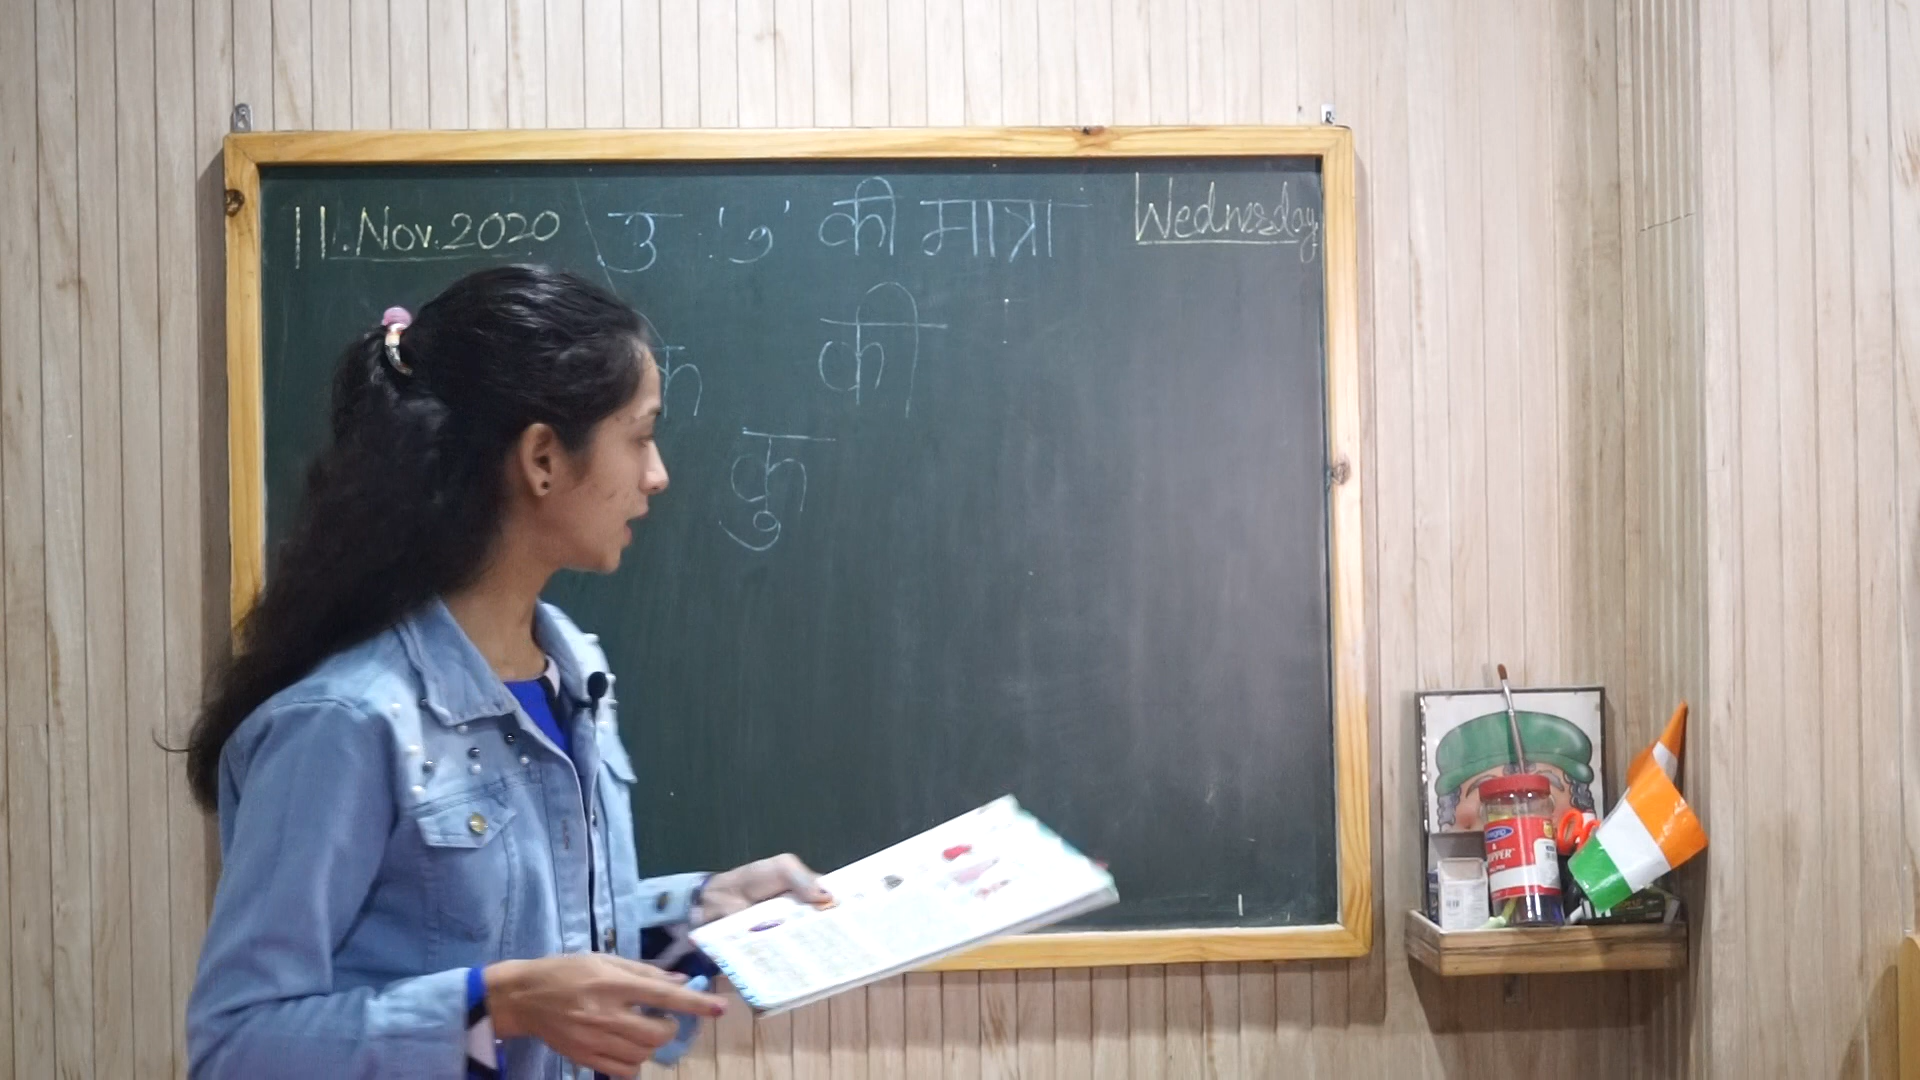 11.Nov.2020 उ 'ु' की मात्रा Wednesday
क की
कु